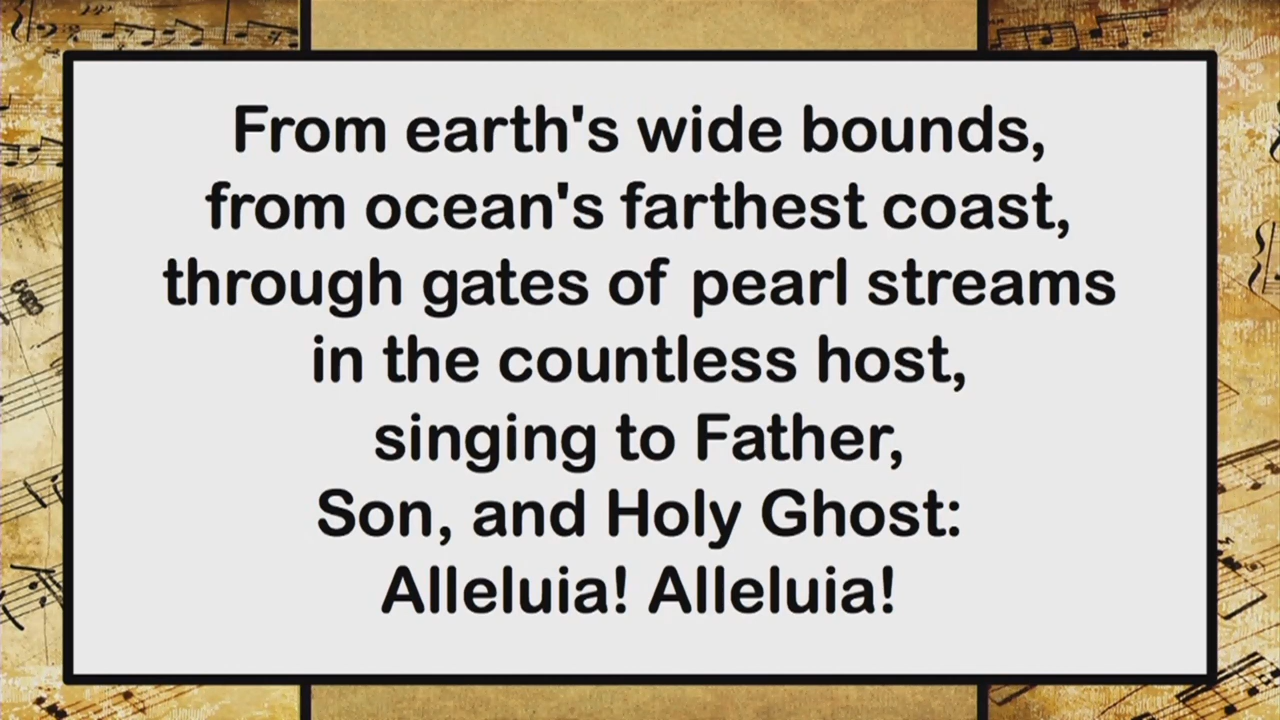 From earth's wide bounds,
from ocean's farthest coast,
through gates of pearl streams
in the countless host,
singing to Father,
Son, and Holy Ghost:
Alleluia! Alleluia!